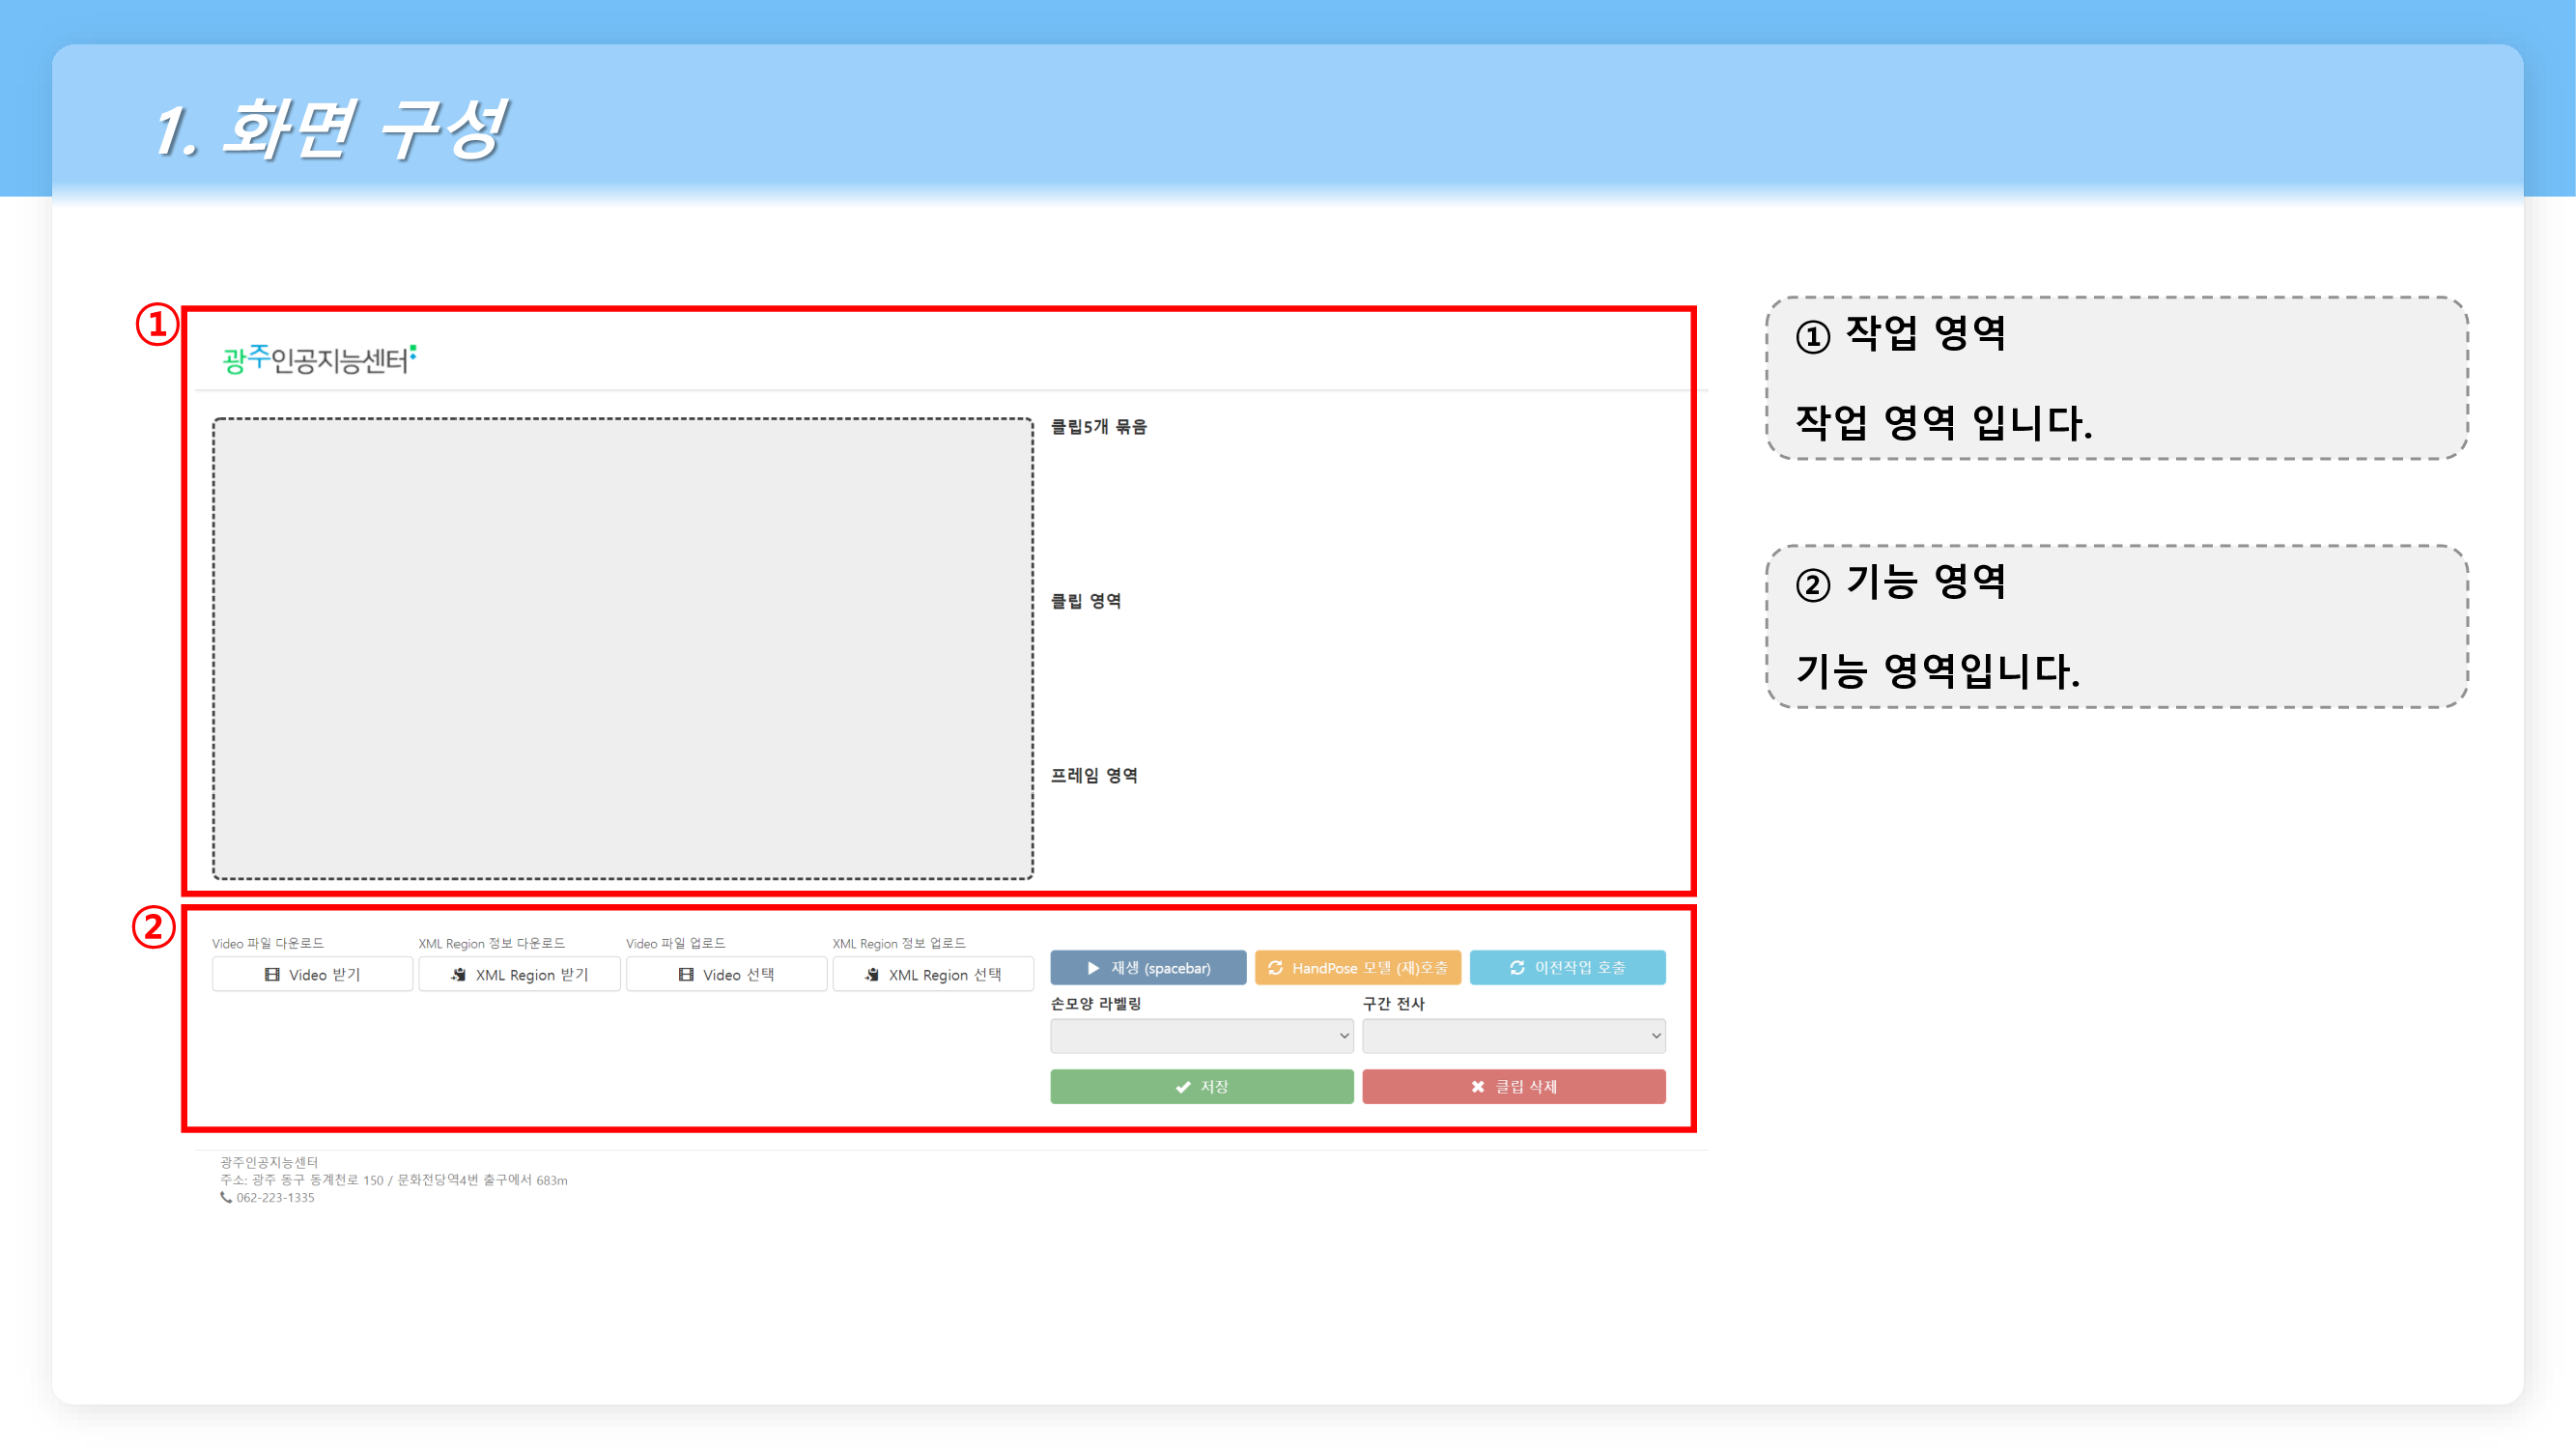 1. 화면 구성
①
광주인공지능센터
클립5개 묶음
클립 영역
프레임 영역
②
Video 파일 다운로드
XML Region 정보 다운로드
Video 파일 업로드
XML Region 정보 업로드
Video 받기
XML Region 받기
Video 선택
XML Region 선택
재생 (spacebar)
HandPose 모델 (재)호출
이전작업 호출
손모양 라벨링
구간 전사
저장
클립 삭제
광주인공지능센터
주소: 광주 동구 동계천로 150 / 문화전당역4번 출구에서 683m
062-223-1335
① 작업 영역
작업 영역 입니다.
② 기능 영역
기능 영역입니다.